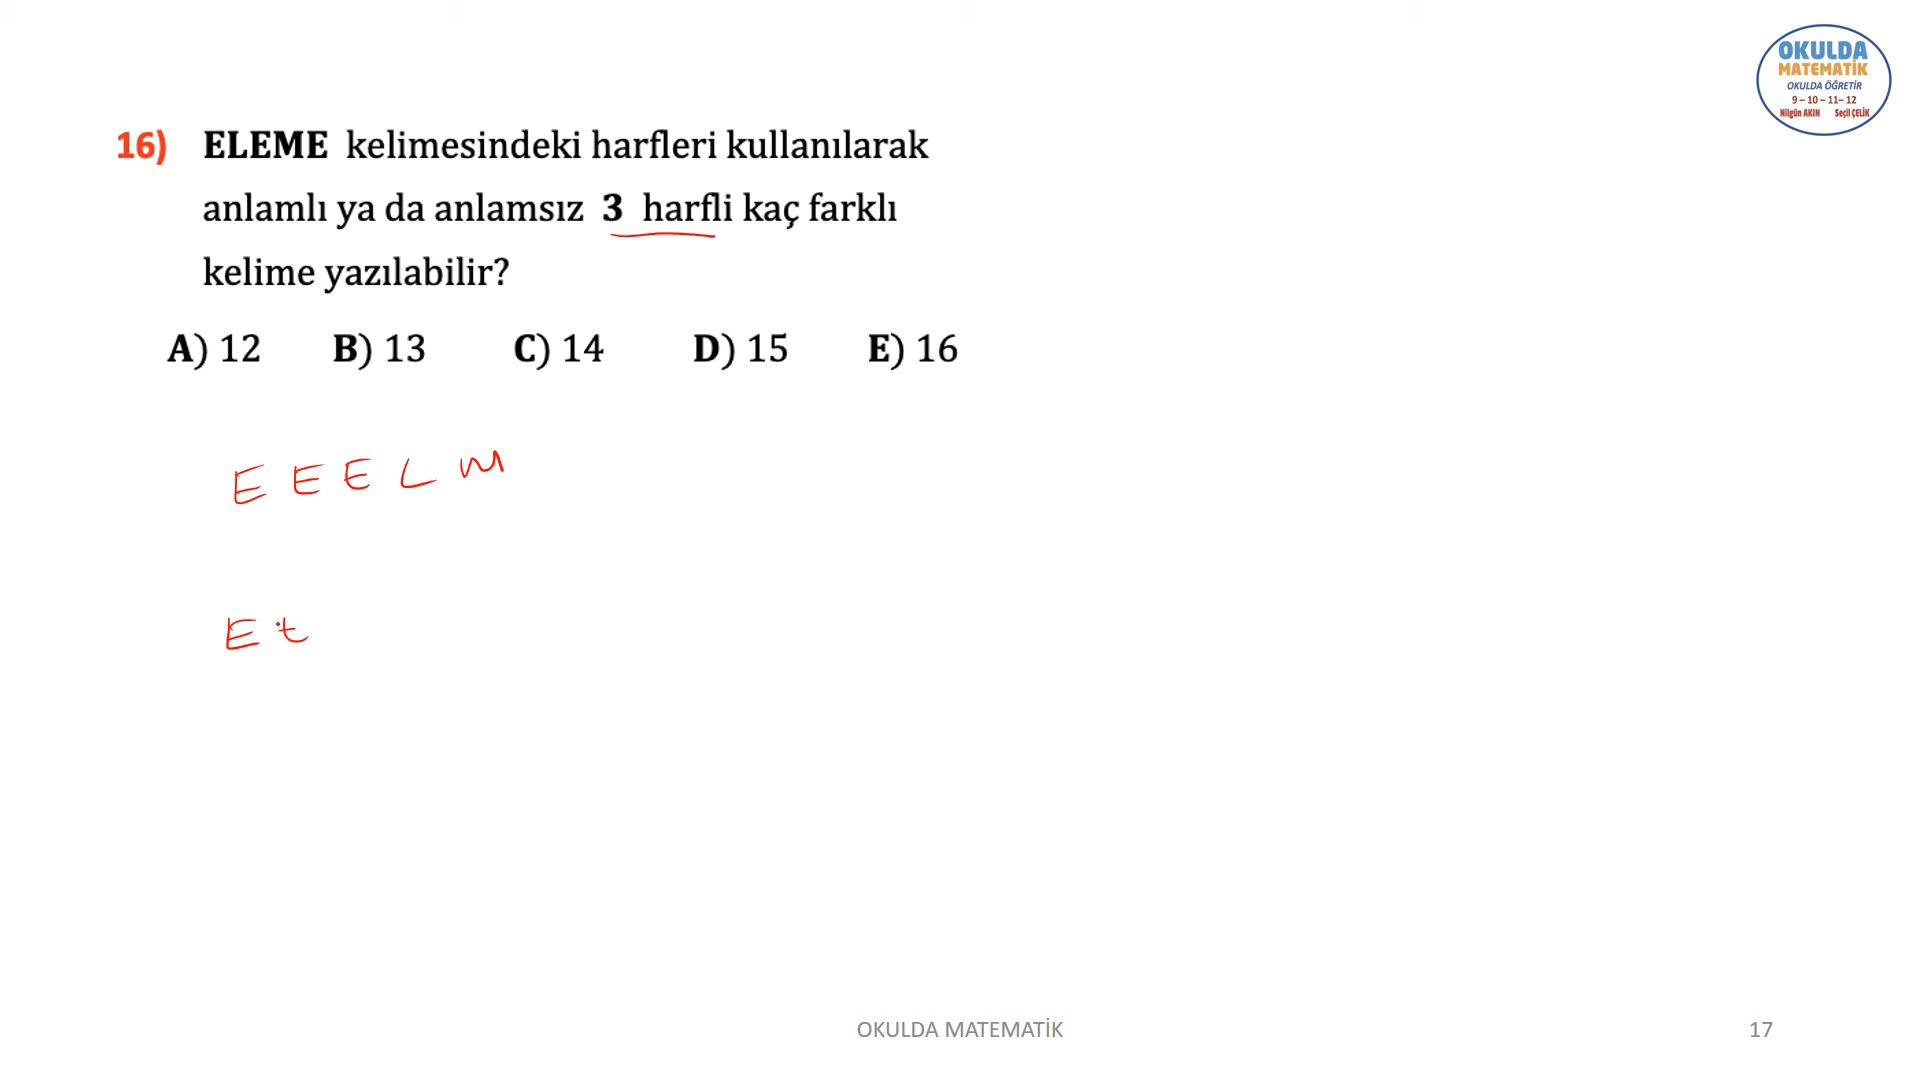 OKULDA
MATEMATİK
OKULDA ÖĞRETİR
9 – 10 – 11– 12
Nilgün AKIN Seçil ÇELİK
16) ELEME kelimesindeki harfleri kullanılarak
anlamlı ya da anlamsız 3 harfli kaç farklı
kelime yazılabilir?
A) 12 B) 13 C) 14 D) 15 E) 16
E E E L M
E t
OKULDA MATEMATİK
17